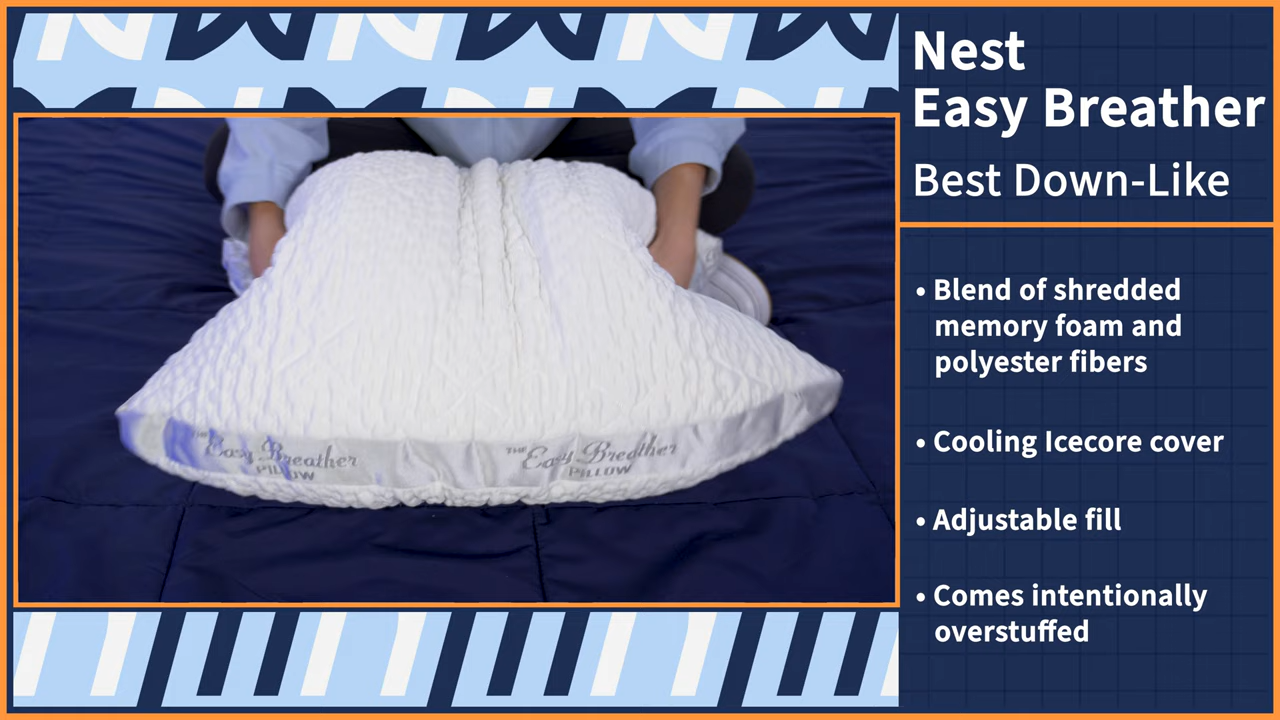 Nest
Easy Breather
Best Down-Like
• Blend of shredded
memory foam and
polyester fibers
• Cooling Icecore cover
• Adjustable fill
• Comes intentionally
overstuffed
THE Easy Breather
PILLOW
THE Easy Breather
PILLOW